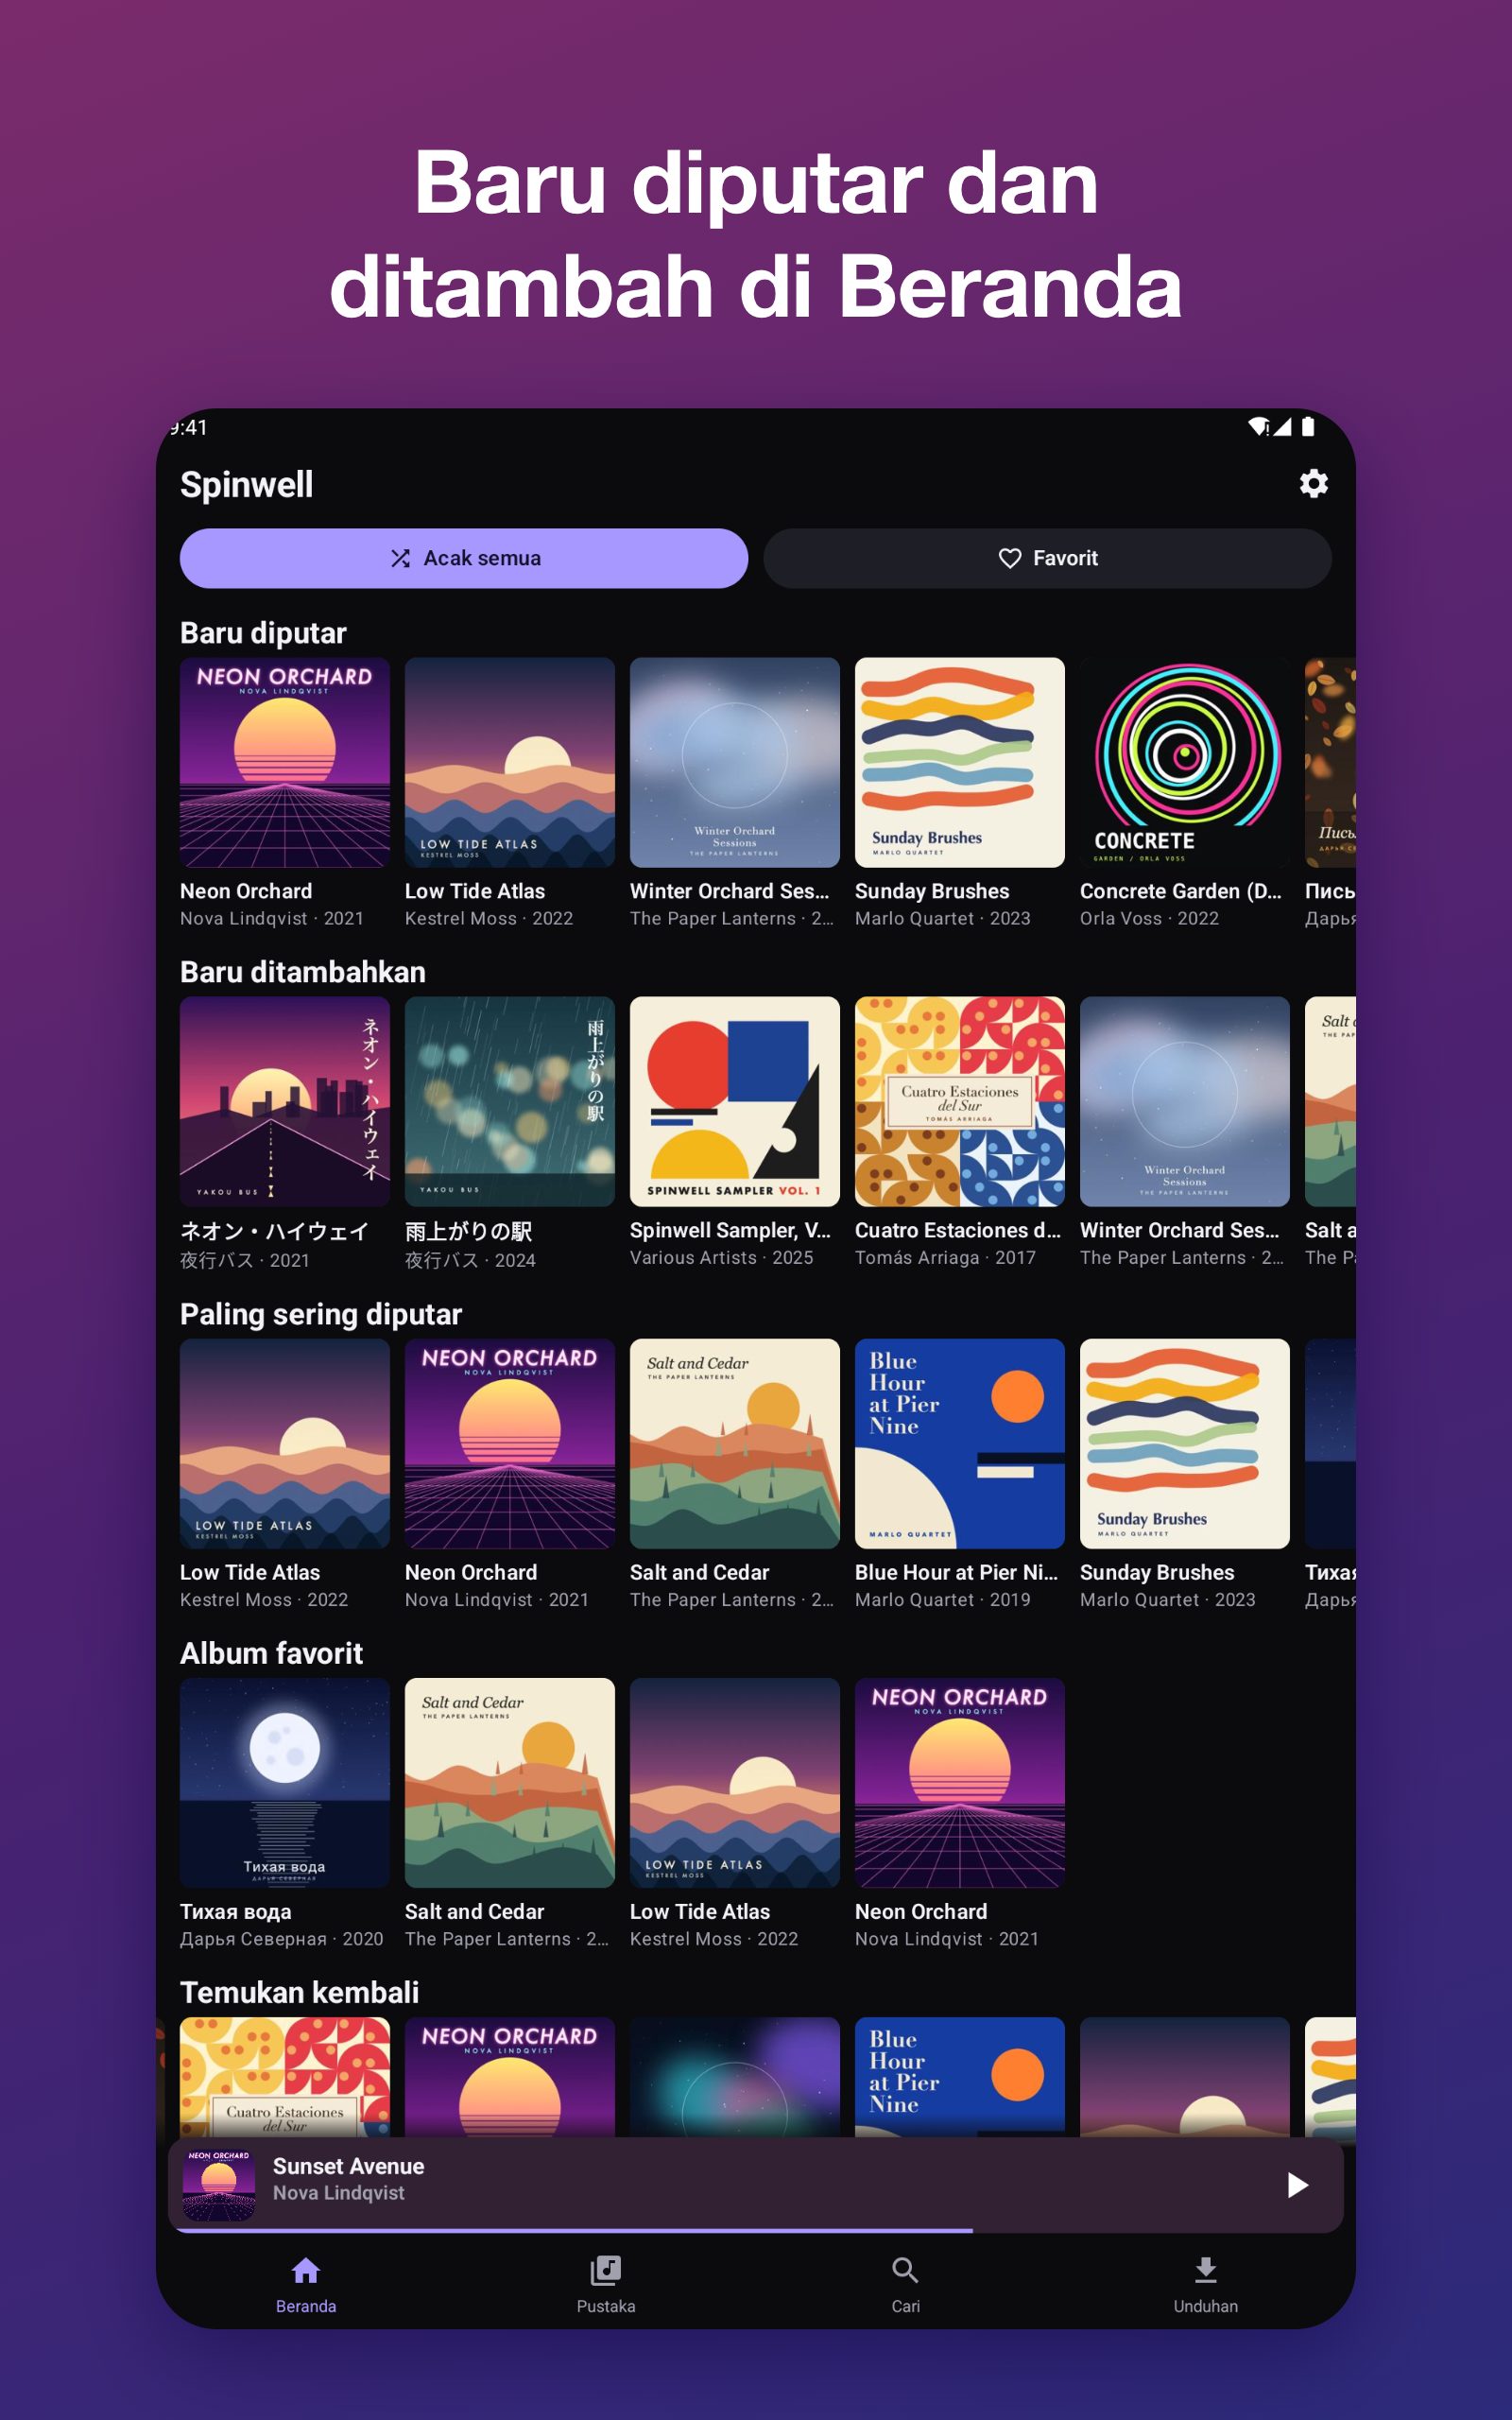 Baru diputar dan
ditambah di Beranda
9:41
Spinwell
Acak semua
Favorit
Baru diputar
NEON ORCHARD
NOVA LINDQVIST
LOW TIDE ATLAS
KESTREL MOSS
Winter Orchard
Sessions
THE PAPER LANTERNS
Sunday Brushes
MARLO QUARTET
CONCRETE
GARDEN / ORLA VOSS
Neon Orchard
Nova Lindqvist · 2021
Low Tide Atlas
Kestrel Moss · 2022
Winter Orchard Ses…
The Paper Lanterns · 2…
Sunday Brushes
Marlo Quartet · 2023
Concrete Garden (D…
Orla Voss · 2022
Пись
Дарья
Baru ditambahkan
ネオン・ハイウェイ
YAKOU BUS
雨上がりの駅
YAKOU BUS
SPINWELL SAMPLER VOL. 1
Cuatro Estaciones
del Sur
TOMÁS ARRIAGA
Winter Orchard
Sessions
THE PAPER LANTERNS
Salt
THE PAP
ネオン・ハイウェイ
夜行バス · 2021
雨上がりの駅
夜行バス · 2024
Spinwell Sampler, V…
Various Artists · 2025
Cuatro Estaciones d…
Tomás Arriaga · 2017
Winter Orchard Ses…
The Paper Lanterns · 2…
Salt a
The Pa
Paling sering diputar
LOW TIDE ATLAS
KESTREL MOSS
NEON ORCHARD
NOVA LINDQVIST
Salt and Cedar
THE PAPER LANTERNS
Blue
Hour
at Pier
Nine
MARLO QUARTET
Sunday Brushes
MARLO QUARTET
Low Tide Atlas
Kestrel Moss · 2022
Neon Orchard
Nova Lindqvist · 2021
Salt and Cedar
The Paper Lanterns · 2…
Blue Hour at Pier Ni…
Marlo Quartet · 2019
Sunday Brushes
Marlo Quartet · 2023
Тихая
Дарья
Album favorit
Тихая вода
ДАРЬЯ СЕВЕРНАЯ
Salt and Cedar
THE PAPER LANTERNS
LOW TIDE ATLAS
KESTREL MOSS
NEON ORCHARD
NOVA LINDQVIST
Тихая вода
Дарья Северная · 2020
Salt and Cedar
The Paper Lanterns · 2…
Low Tide Atlas
Kestrel Moss · 2022
Neon Orchard
Nova Lindqvist · 2021
Temukan kembali
Cuatro Estaciones
del Sur
NEON ORCHARD
NOVA LINDQVIST
Blue
Hour
at Pier
Nine
NEON ORCHARD
Sunset Avenue
Nova Lindqvist
Beranda
Pustaka
Cari
Unduhan